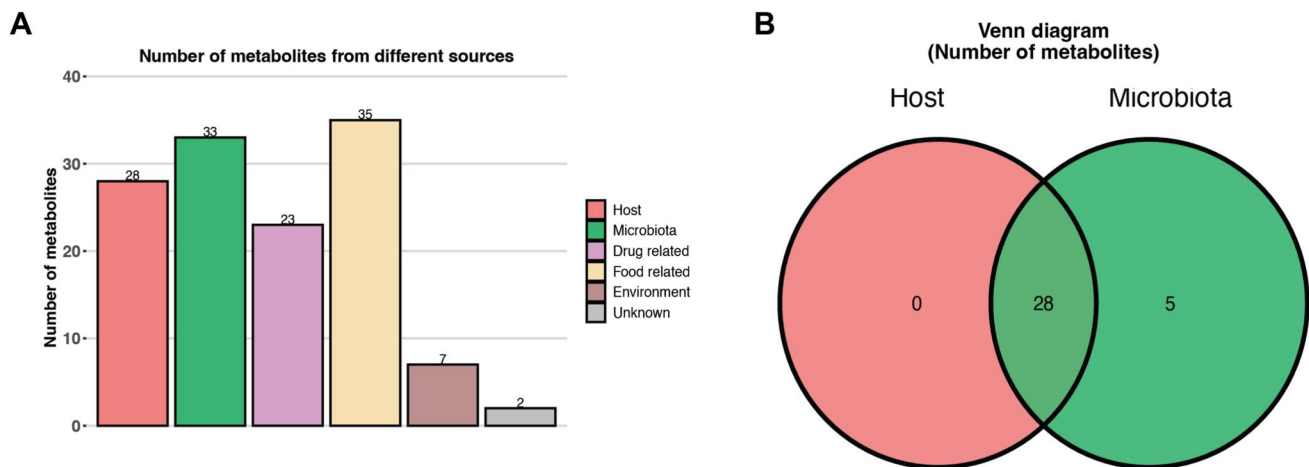 A
Number of metabolites from different sources
Number of metabolites
40
30
20
10
0
28
33
23
35
7
2
Host
Microbiota
Drug related
Food related
Environment
Unknown
B
Venn diagram
(Number of metabolites)
Host
Microbiota
0
28
5